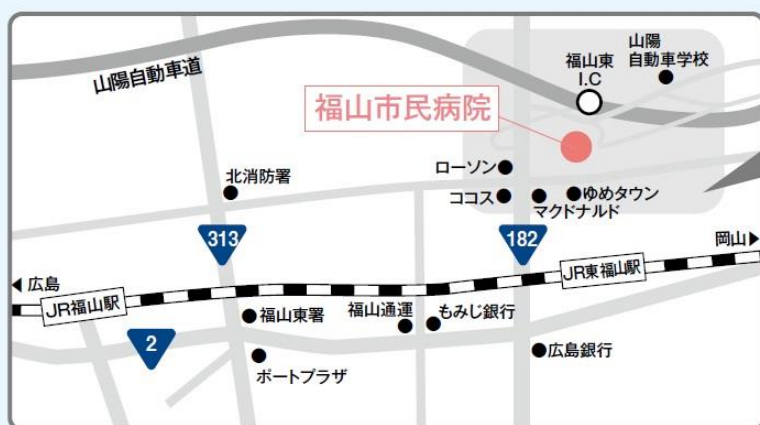 山陽自動車道
福山東
I.C
山陽
自動車学校
福山市民病院
北消防署
ローソン
ココス
マクドナルド
ゆめタウン
313
182
岡山
広島
JR福山駅
JR東福山駅
福山東署
福山通運
もみじ銀行
2
ポートプラザ
広島銀行